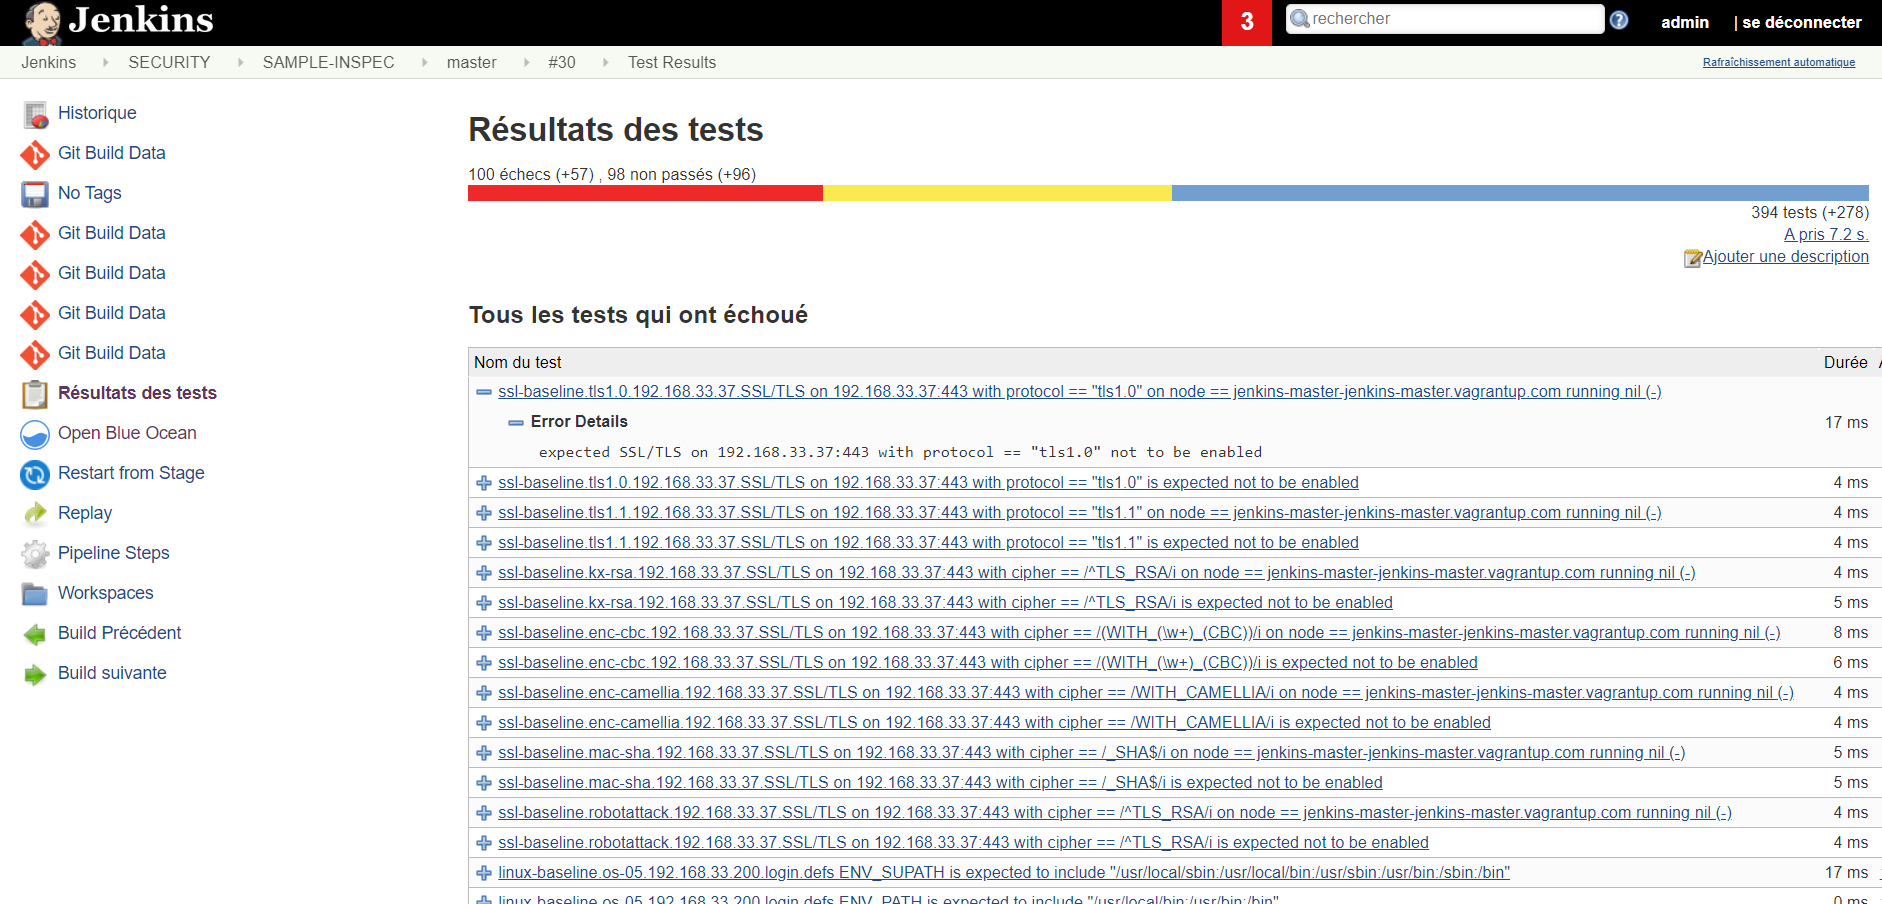 Jenkins
3
rechercher
admin
| se déconnecter
Jenkins
SECURITY
SAMPLE-INSPEC
master
#30
Test Results
Rafraîchissement automatique
Historique
Git Build Data
No Tags
Git Build Data
Git Build Data
Git Build Data
Git Build Data
Résultats des tests
Open Blue Ocean
Restart from Stage
Replay
Pipeline Steps
Workspaces
Build Précédent
Build suivante
Résultats des tests
100 échecs (+57) , 98 non passés (+96)
394 tests (+278)
A pris 7.2 s.
Ajouter une description
Tous les tests qui ont échoué
Nom du test Durée
ssl-baseline.tls1.0.192.168.33.37.SSL/TLS on 192.168.33.37:443 with protocol == "tls1.0" on node == jenkins-master-jenkins-master.vagrantup.com running nil (-)
Error Details
17 ms
expected SSL/TLS on 192.168.33.37:443 with protocol == "tls1.0" not to be enabled
ssl-baseline.tls1.0.192.168.33.37.SSL/TLS on 192.168.33.37:443 with protocol == "tls1.0" is expected not to be enabled 4 ms
ssl-baseline.tls1.1.192.168.33.37.SSL/TLS on 192.168.33.37:443 with protocol == "tls1.1" on node == jenkins-master-jenkins-master.vagrantup.com running nil (-) 4 ms
ssl-baseline.tls1.1.192.168.33.37.SSL/TLS on 192.168.33.37:443 with protocol == "tls1.1" is expected not to be enabled 4 ms
ssl-baseline.kx-rsa.192.168.33.37.SSL/TLS on 192.168.33.37:443 with cipher == /^TLS_RSA/i on node == jenkins-master-jenkins-master.vagrantup.com running nil (-) 4 ms
ssl-baseline.kx-rsa.192.168.33.37.SSL/TLS on 192.168.33.37:443 with cipher == /^TLS_RSA/i is expected not to be enabled 5 ms
ssl-baseline.enc-cbc.192.168.33.37.SSL/TLS on 192.168.33.37:443 with cipher == /(WITH_(\w+)_(CBC))/i on node == jenkins-master-jenkins-master.vagrantup.com running nil (-) 8 ms
ssl-baseline.enc-cbc.192.168.33.37.SSL/TLS on 192.168.33.37:443 with cipher == /(WITH_(\w+)_(CBC))/i is expected not to be enabled 6 ms
ssl-baseline.enc-camellia.192.168.33.37.SSL/TLS on 192.168.33.37:443 with cipher == /WITH_CAMELLIA/i on node == jenkins-master-jenkins-master.vagrantup.com running nil (-) 4 ms
ssl-baseline.enc-camellia.192.168.33.37.SSL/TLS on 192.168.33.37:443 with cipher == /WITH_CAMELLIA/i is expected not to be enabled 4 ms
ssl-baseline.mac-sha.192.168.33.37.SSL/TLS on 192.168.33.37:443 with cipher == /_SHA$/i on node == jenkins-master-jenkins-master.vagrantup.com running nil (-) 5 ms
ssl-baseline.mac-sha.192.168.33.37.SSL/TLS on 192.168.33.37:443 with cipher == /_SHA$/i is expected not to be enabled 5 ms
ssl-baseline.robotattack.192.168.33.37.SSL/TLS on 192.168.33.37:443 with cipher == /^TLS_RSA/i on node == jenkins-master-jenkins-master.vagrantup.com running nil (-) 4 ms
ssl-baseline.robotattack.192.168.33.37.SSL/TLS on 192.168.33.37:443 with cipher == /^TLS_RSA/i is expected not to be enabled 4 ms
linux-baseline.os-05.192.168.33.200.login.defs ENV_SUPATH is expected to include "/usr/local/sbin:/usr/local/bin:/usr/sbin:/usr/bin:/sbin:/bin" 17 ms
linux-baseline.os-05.192.168.33.200.login.defs ENV_PATH is expected to include "/usr/local/bin:/usr/bin:/bin" 0 ms